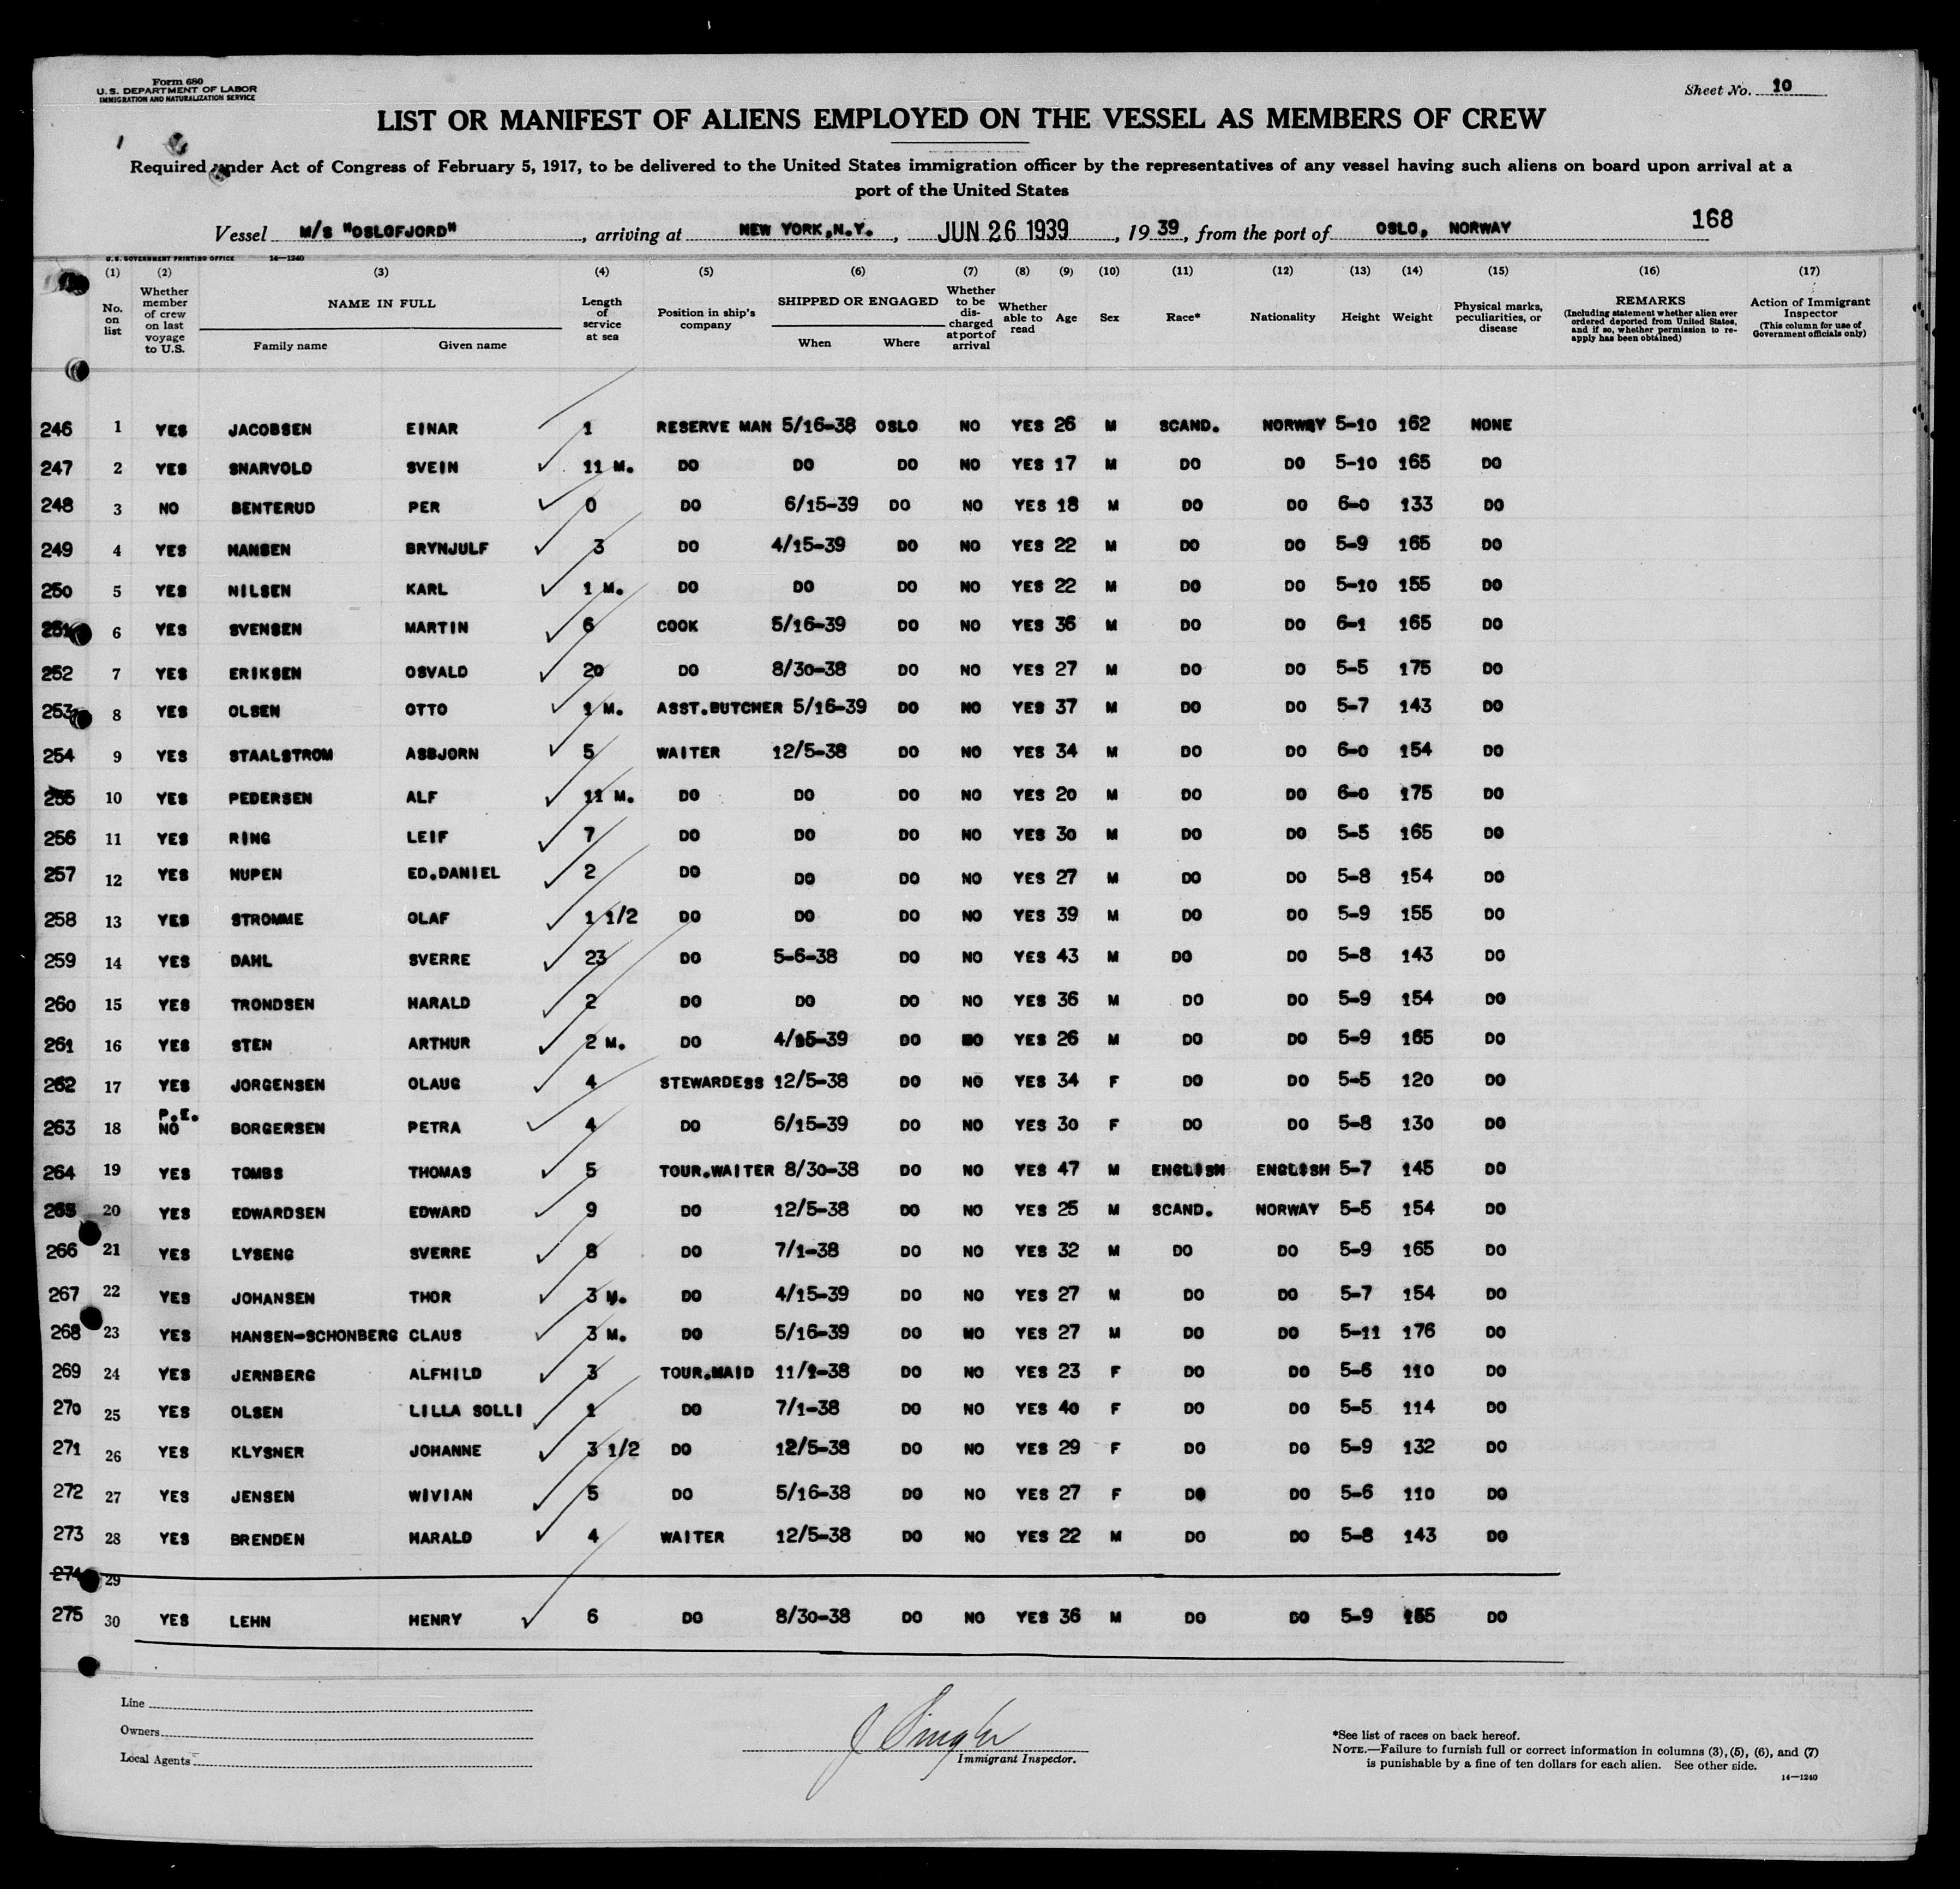 Form 680
U.S. DEPARTMENT OF LABOR
IMMIGRATION AND NATURALIZATION SERVICE
Sheet No. 10
LIST OR MANIFEST OF ALIENS EMPLOYED ON THE VESSEL AS MEMBERS OF CREW
Required under Act of Congress of February 5, 1917, to be delivered to the United States immigration officer by the representatives of any vessel having such aliens on board upon arrival at a
port of the United States
168
Vessel M/S "OSLOFJORD", arriving at NEW YORK,N.Y., JUN 26 1939, 19 39, from the port of OSLO, NORWAY
U.S. GOVERNMENT PRINTING OFFICE 14—1240
(1) (2) (3) (4) (5) (6) (7) (8) (9) (10) (11) (12) (13) (14) (15) (16) (17)
No. on list
Whether member of crew on last voyage to U.S.
NAME IN FULL
Family name Given name
Length of service at sea
Position in ship's company
SHIPPED OR ENGAGED
When Where
Whether to be discharged at port of arrival
Whether able to read
Age
Sex
Race*
Nationality
Height
Weight
Physical marks, peculiarities, or disease
REMARKS
(Including statement whether alien ever ordered deported from United States, and if so, whether permission to re-apply has been obtained)
Action of Immigrant Inspector
(This column for use of Government officials only)
246 1 YES JACOBSEN EINAR 1 RESERVE MAN 5/16-38 OSLO NO YES 26 M SCAND. NORWAY 5-10 162 NONE
247 2 YES SNARVOLD SVEIN 11 M. DO DO DO NO YES 17 M DO DO 5-10 165 DO
248 3 NO BENTERUD PER 0 DO 6/15-39 DO NO YES 18 M DO DO 6-0 133 DO
249 4 YES HANSEN BRYNJULF 3 DO 4/15-39 DO NO YES 22 M DO DO 5-9 165 DO
250 5 YES NILSEN KARL 1 M. DO DO DO NO YES 22 M DO DO 5-10 155 DO
251 6 YES SVENSEN MARTIN 6 COOK 5/16-39 DO NO YES 36 M DO DO 6-1 165 DO
252 7 YES ERIKSEN OSVALD 20 DO 8/30-38 DO NO YES 27 M DO DO 5-5 175 DO
253 8 YES OLSEN OTTO 1 M. ASST.BUTCHER 5/16-39 DO NO YES 37 M DO DO 5-7 143 DO
254 9 YES STAALSTROM ASBJORN 5 WAITER 12/5-38 DO NO YES 34 M DO DO 6-0 154 DO
255 10 YES PEDERSEN ALF 11 M. DO DO DO NO YES 20 M DO DO 6-0 175 DO
256 11 YES RING LEIF 7 DO DO DO NO YES 30 M DO DO 5-5 165 DO
257 12 YES NUPEN ED.DANIEL 2 DO DO DO NO YES 27 M DO DO 5-8 154 DO
258 13 YES STROMME OLAF 1 1/2 DO DO DO NO YES 39 M DO DO 5-9 155 DO
259 14 YES DAHL SVERRE 23 DO 5-6-38 DO NO YES 43 M DO DO 5-8 143 DO
260 15 YES TRONDSEN HARALD 2 DO DO DO NO YES 36 M DO DO 5-9 154 DO
261 16 YES STEN ARTHUR 2 M. DO 4/15-39 DO NO YES 26 M DO DO 5-9 165 DO
262 17 YES JORGENSEN OLAUG 4 STEWARDESS 12/5-38 DO NO YES 34 F DO DO 5-5 120 DO
263 18 P.E. NO BORGERSEN PETRA 4 DO 6/15-39 DO NO YES 30 F DO DO 5-8 130 DO
264 19 YES TOMBS THOMAS 5 TOUR.WAITER 8/30-38 DO NO YES 47 M ENGLISH ENGLISH 5-7 145 DO
265 20 YES EDWARDSEN EDWARD 9 DO 12/5-38 DO NO YES 25 M SCAND. NORWAY 5-5 154 DO
266 21 YES LYSENG SVERRE 8 DO 7/1-38 DO NO YES 32 M DO DO 5-9 165 DO
267 22 YES JOHANSEN THOR 3 M. DO 4/15-39 DO NO YES 27 M DO DO 5-7 154 DO
268 23 YES HANSEN-SCHONBERG CLAUS 3 M. DO 5/16-39 DO NO YES 27 M DO DO 5-11 176 DO
269 24 YES JERNBERG ALFHILD 3 TOUR.MAID 11/1-38 DO NO YES 23 F DO DO 5-6 110 DO
270 25 YES OLSEN LILLA SOLLI 1 DO 7/1-38 DO NO YES 40 F DO DO 5-5 114 DO
271 26 YES KLYSNER JOHANNE 3 1/2 DO 12/5-38 DO NO YES 29 F DO DO 5-9 132 DO
272 27 YES JENSEN WIVIAN 5 DO 5/16-38 DO NO YES 27 F DO DO 5-6 110 DO
273 28 YES BRENDEN HARALD 4 WAITER 12/5-38 DO NO YES 22 M DO DO 5-8 143 DO
274 29
275 30 YES LEHN HENRY 6 DO 8/30-38 DO NO YES 36 M DO DO 5-9 155 DO
Line
Owners
Local Agents
Immigrant Inspector.
*See list of races on back hereof.
NOTE.—Failure to furnish full or correct information in columns (3), (5), (6), and (7)
is punishable by a fine of ten dollars for each alien. See other side.
14—1240